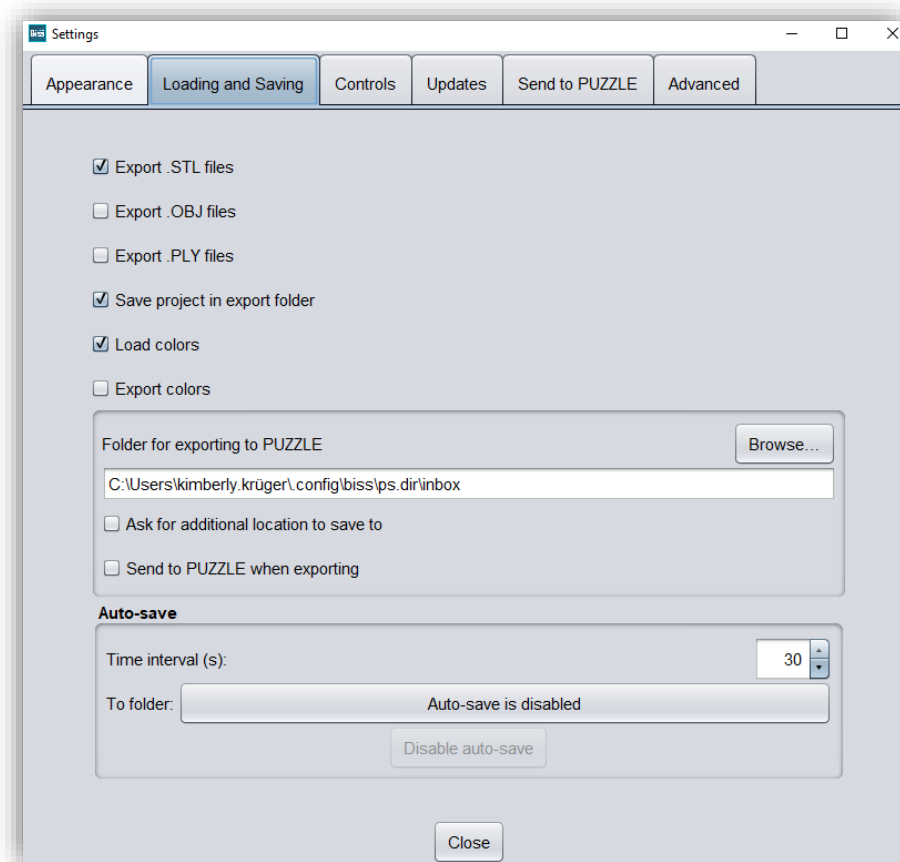 Settings
Appearance Loading and Saving Controls Updates Send to PUZZLE Advanced
Export .STL files
Export .OBJ files
Export .PLY files
Save project in export folder
Load colors
Export colors
Folder for exporting to PUZZLE Browse...
C:\Users\kimberly.krüger\.config\biss\ps.dir\inbox
Ask for additional location to save to
Send to PUZZLE when exporting
Auto-save
Time interval (s): 30
To folder: Auto-save is disabled
Disable auto-save
Close